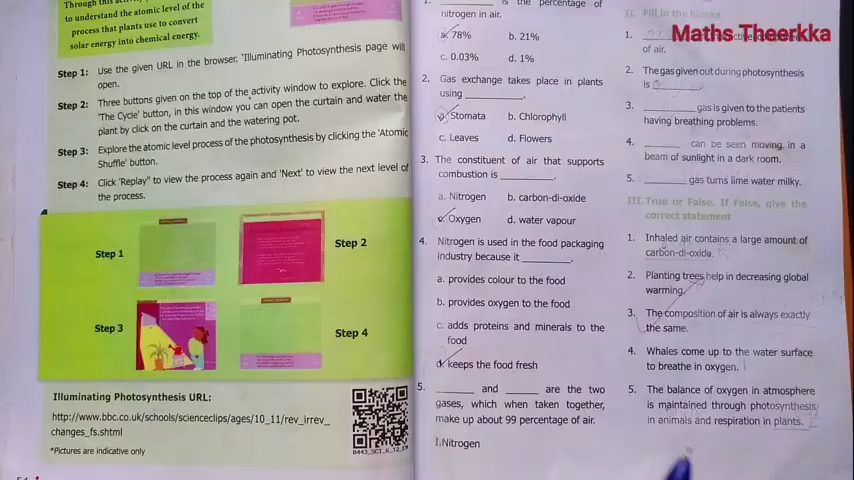 Through this
to understand the atomic level of the
process that plants use to convert
solar energy into chemical energy.
Step 1: Use the given URL in the browser. 'Illuminating Photosynthesis page will
open.
Step 2: Three buttons given on the top of the activity window to explore. Click the
'The Cycle' button, in this window you can open the curtain and water the
plant by click on the curtain and the watering pot.
Step 3: Explore the atomic level process of the photosynthesis by clicking the 'Atomic
Shuffle' button.
Step 4: Click 'Replay" to view the process again and 'Next' to view the next level of
the process.
Step 1
Step 2
Step 3
Step 4
Illuminating Photosynthesis URL:
http://www.bbc.co.uk/schools/scienceclips/ages/10_11/rev_irrev_
changes_fs.shtml
*Pictures are indicative only
B443_SCI_6_T2_EM
1. ________ is the percentage of
nitrogen in air.
a. 78% b. 21%
c. 0.03% d. 1%
2. Gas exchange takes place in plants
using ________.
a. Stomata b. Chlorophyll
c. Leaves d. Flowers
3. The constituent of air that supports
combustion is ________.
a. Nitrogen b. carbon-di-oxide
c. Oxygen d. water vapour
4. Nitrogen is used in the food packaging
industry because it ________.
a. provides colour to the food
b. provides oxygen to the food
c. adds proteins and minerals to the
food
d. keeps the food fresh
5. ______ and ______ are the two
gases, which when taken together,
make up about 99 percentage of air.
I. Nitrogen
Maths Theerkka
II. Fill in the blanks
1.
of air.
2. The gas given out during photosynthesis
is ________.
3. ________ gas is given to the patients
having breathing problems.
4. ______ can be seen moving in a
beam of sunlight in a dark room.
5. ______ gas turns lime water milky.
III. True or False. If False, give the
correct statement
1. Inhaled air contains a large amount of
carbon-di-oxide.
2. Planting trees help in decreasing global
warming.
3. The composition of air is always exactly
the same.
4. Whales come up to the water surface
to breathe in oxygen.
5. The balance of oxygen in atmosphere
is maintained through photosynthesis
in animals and respiration in plants.